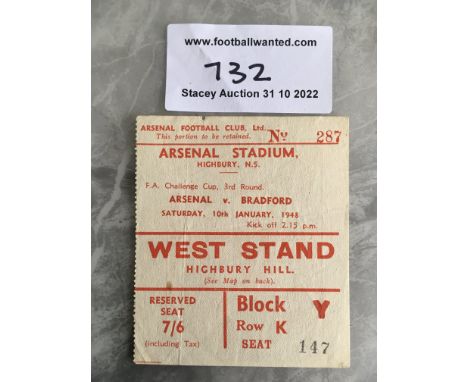 www.footballwanted.com
732
Stacey Auction 31 10 2022
ARSENAL FOOTBALL CLUB, Ltd.
This portion to be retained.
No 287
ARSENAL STADIUM,
HIGHBURY, N.5.
F.A. Challenge Cup, 3rd Round.
ARSENAL v. BRADFORD
SATURDAY, 10th JANUARY, 1948
Kick off 2.15 p.m.
WEST STAND
HIGHBURY HILL.
(See Map on back).
RESERVED
SEAT
7/6
(including Tax)
Block Y
Row K
SEAT 147